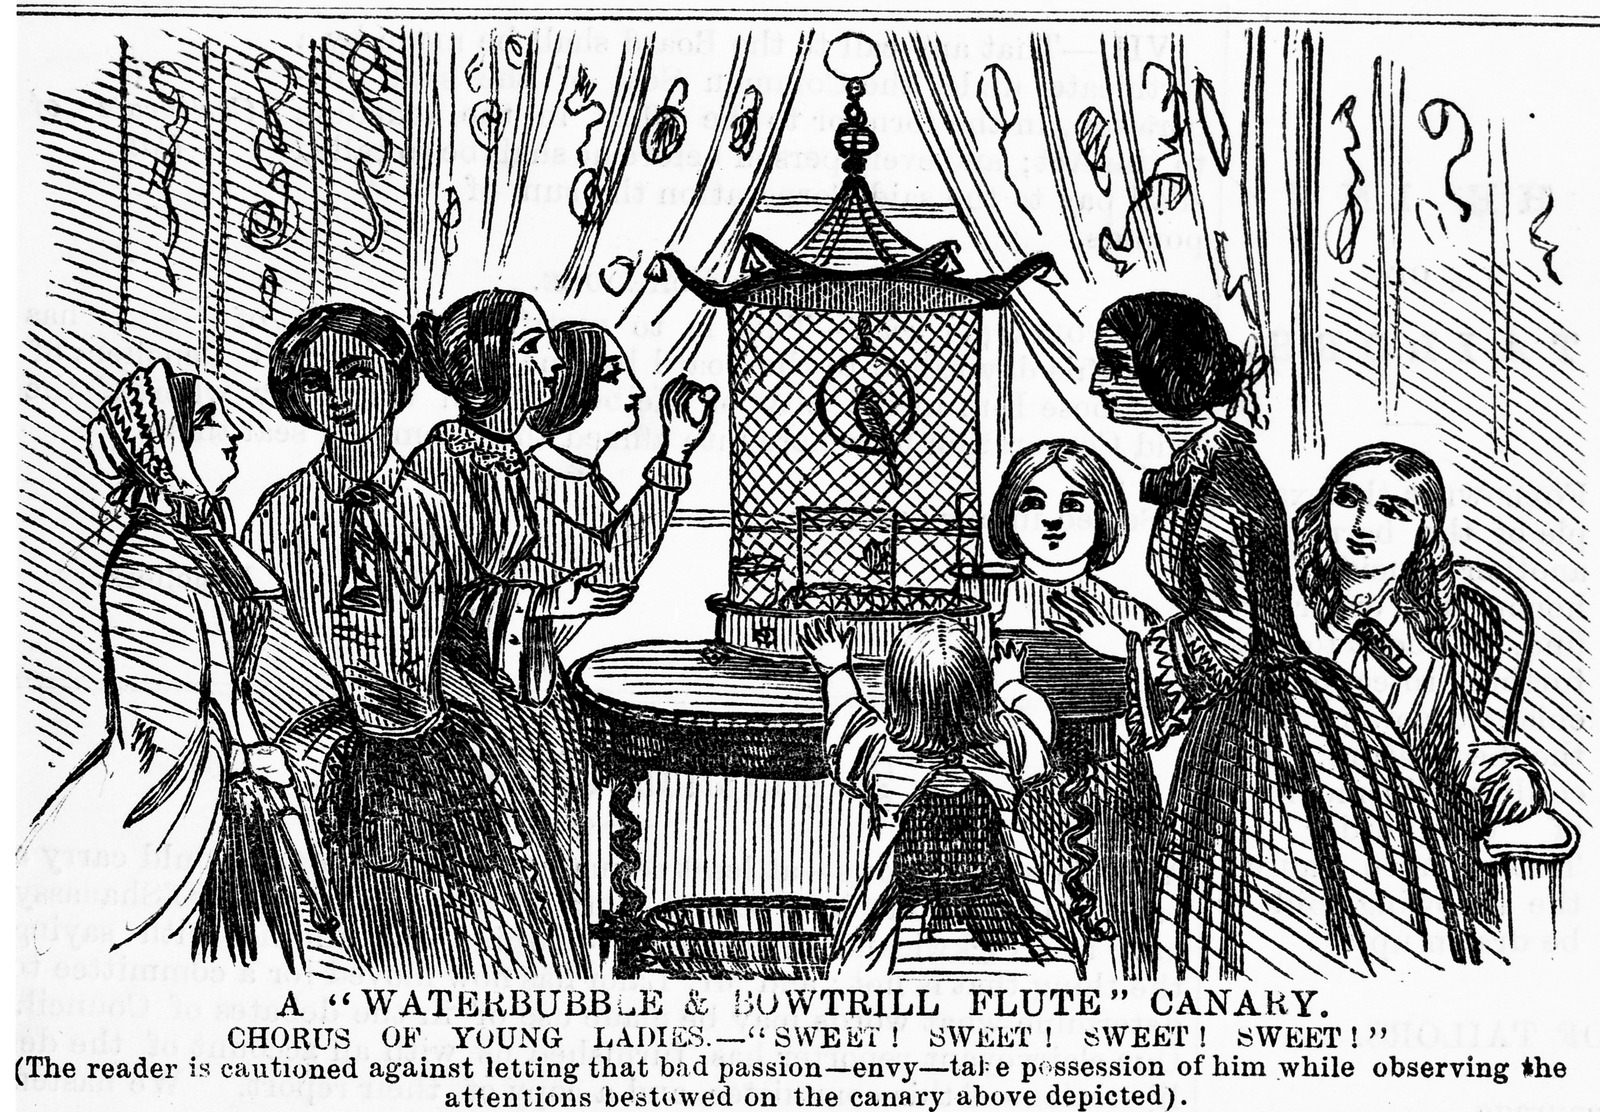 A "WATERBUBBLE & BOWTRILL FLUTE" CANARY.
CHORUS OF YOUNG LADIES.—"SWEET! SWEET! SWEET! SWEET!"
(The reader is cautioned against letting that bad passion—envy—take possession of him while observing the
attentions bestowed on the canary above depicted).